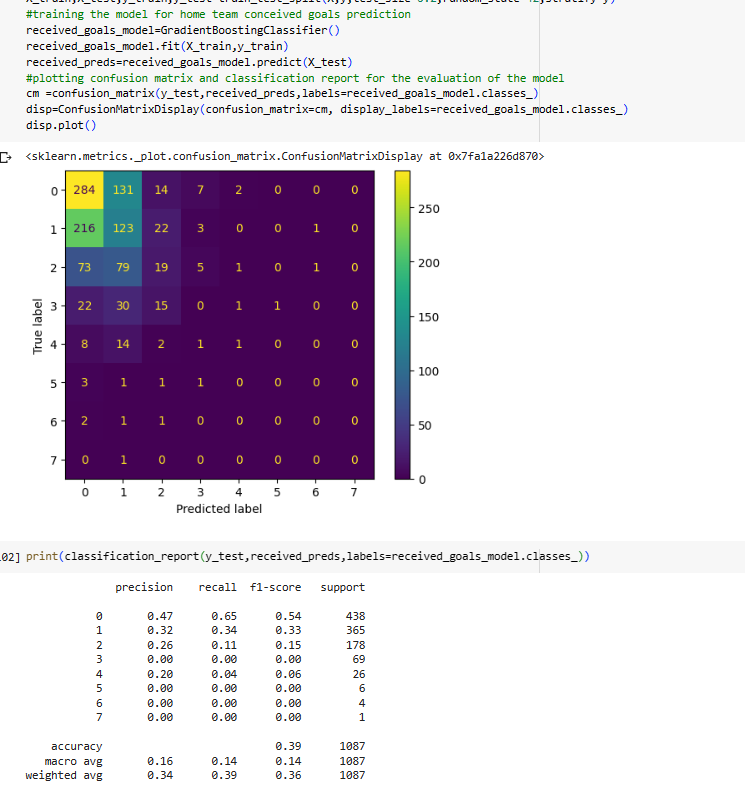 X_train,X_test,y_train,y_test=train_test_split(X,y,test_size=0.2,random_state=42,stratify=y)
#training the model for home team conceived goals prediction
received_goals_model=GradientBoostingClassifier()
received_goals_model.fit(X_train,y_train)
received_preds=received_goals_model.predict(X_test)
#plotting confusion matrix and classification report for the evaluation of the model
cm =confusion_matrix(y_test,received_preds,labels=received_goals_model.classes_)
disp=ConfusionMatrixDisplay(confusion_matrix=cm, display_labels=received_goals_model.classes_)
disp.plot()
<sklearn.metrics._plot.confusion_matrix.ConfusionMatrixDisplay at 0x7fa1a226d870>
0 284 131 14 7 2 0 0 0
1 216 123 22 3 0 0 1 0
2 73 79 19 5 1 0 1 0
3 22 30 15 0 1 1 0 0
4 8 14 2 1 1 0 0 0
5 3 1 1 1 0 0 0 0
6 2 1 1 0 0 0 0 0
7 0 1 0 0 0 0 0 0
0 1 2 3 4 5 6 7
Predicted label
True label
250
200
150
100
50
0
02] print(classification_report(y_test,received_preds,labels=received_goals_model.classes_))
precision recall f1-score support
0 0.47 0.65 0.54 438
1 0.32 0.34 0.33 365
2 0.26 0.11 0.15 178
3 0.00 0.00 0.00 69
4 0.20 0.04 0.06 26
5 0.00 0.00 0.00 6
6 0.00 0.00 0.00 4
7 0.00 0.00 0.00 1
accuracy 0.39 1087
macro avg 0.16 0.14 0.14 1087
weighted avg 0.34 0.39 0.36 1087